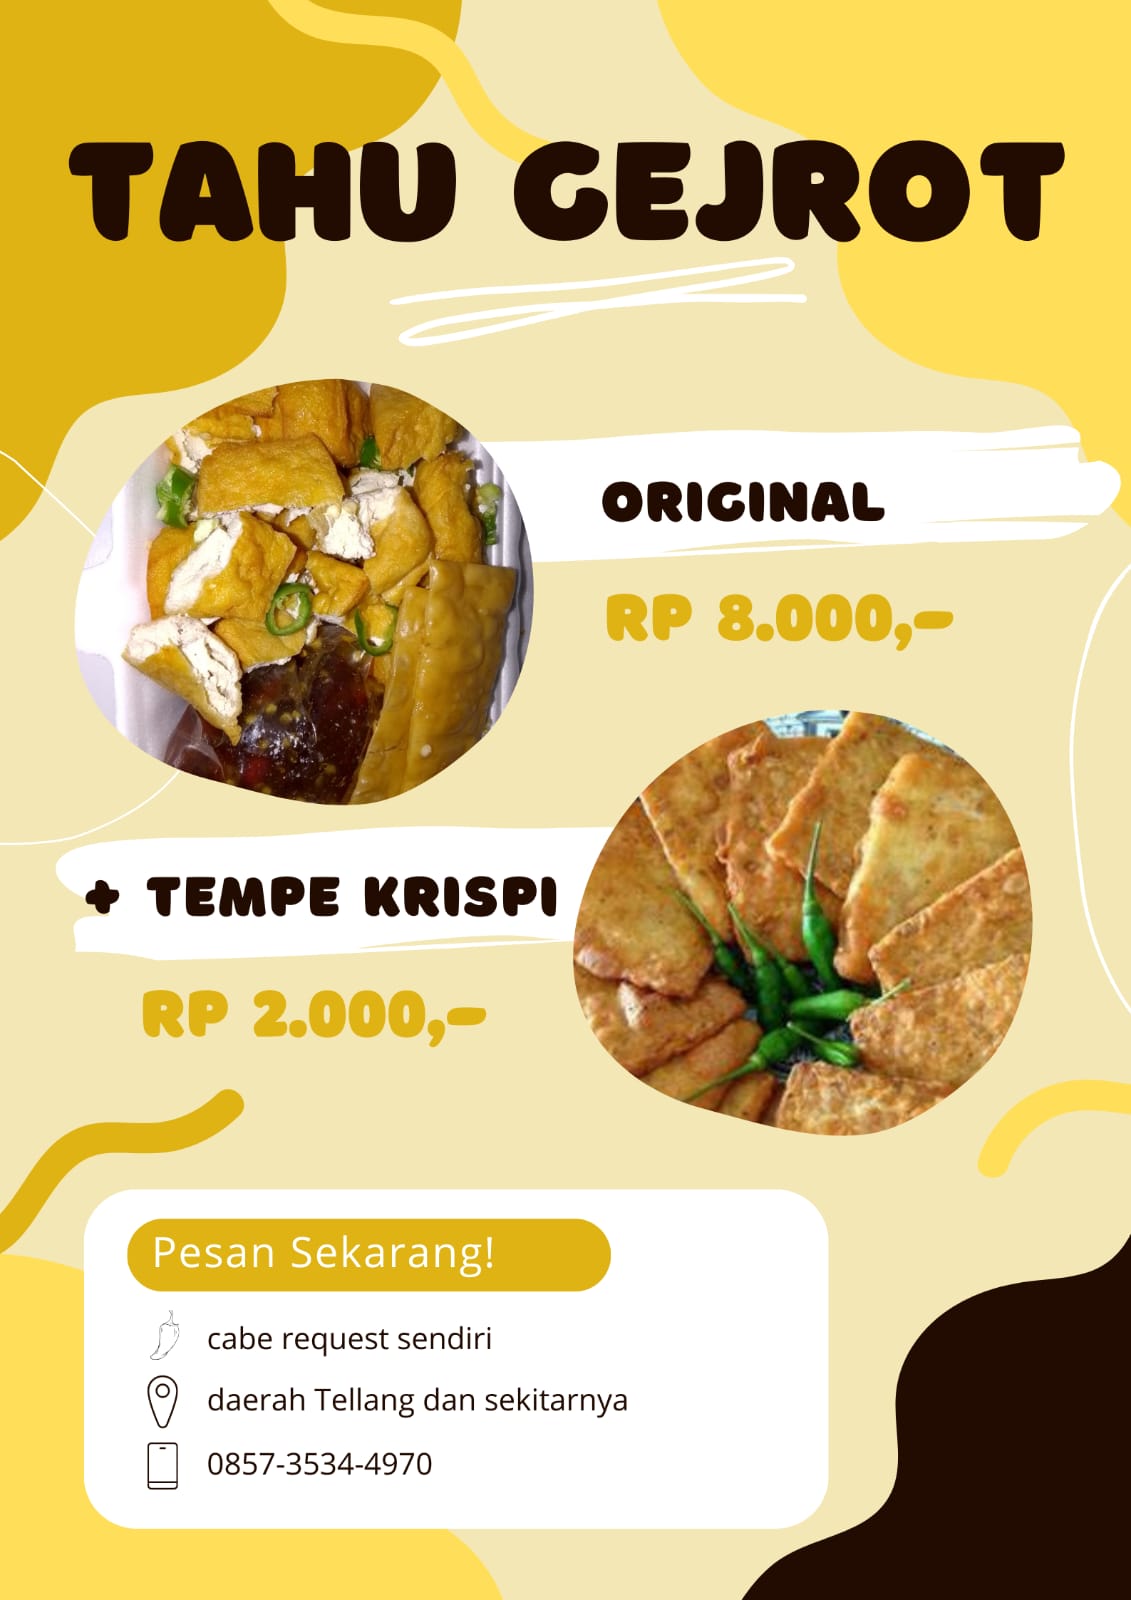 TAHU GEJROT
ORIGINAL
RP 8.000,-
+ TEMPE KRISPI
RP 2.000,-
Pesan Sekarang!
cabe request sendiri
daerah Tellang dan sekitarnya
0857-3534-4970